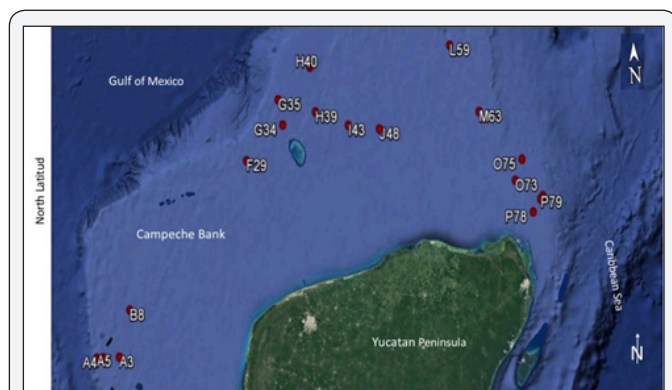 L59
H40
N
Gulf of Mexico
G35
H39
M63
G34
I43
J48
F29
O75
O73
P79
P78
North Latitud
Campeche Bank
Caribbean Sea
B8
Yucatan Peninsula
N
A4
A5
A3